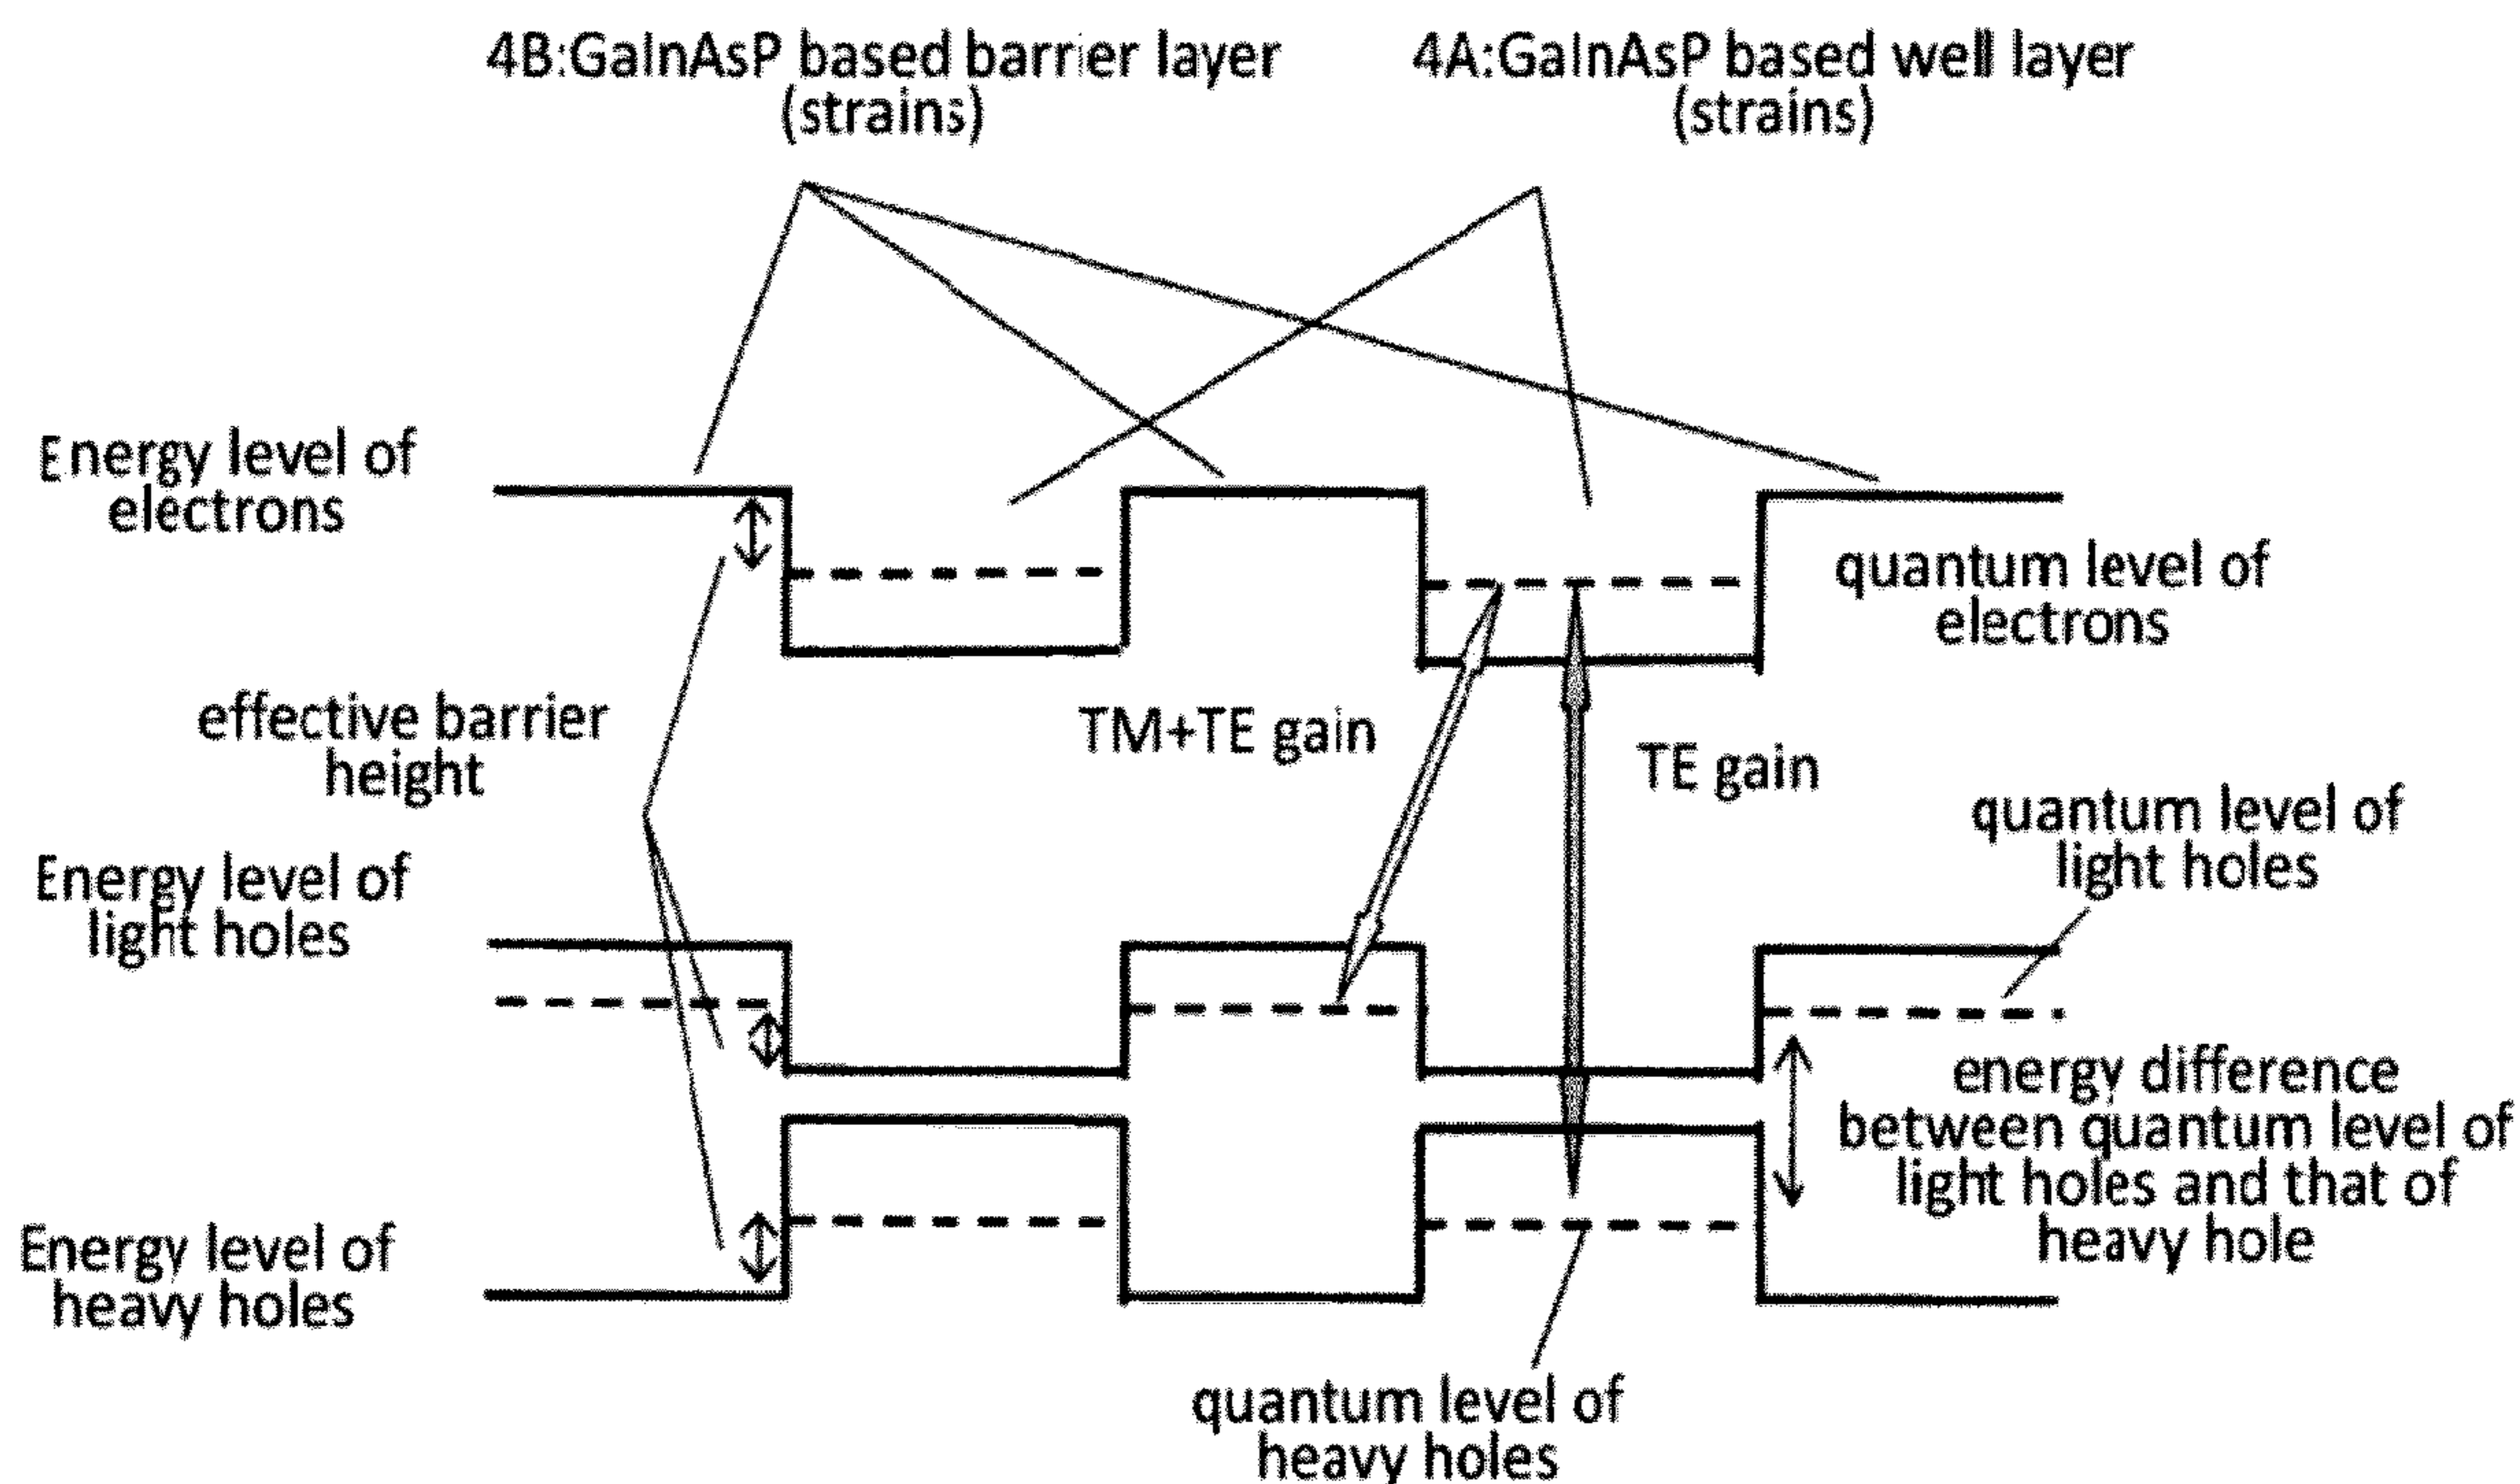 4B:GaInAsP based barrier layer
(strains)
4A:GaInAsP based well layer
(strains)
Energy level of
electrons
quantum level of
electrons
effective barrier
height
TM+TE gain
TE gain
quantum level of
light holes
Energy level of
light holes
energy difference
between quantum level of
light holes and that of
heavy hole
Energy level of
heavy holes
quantum level of
heavy holes